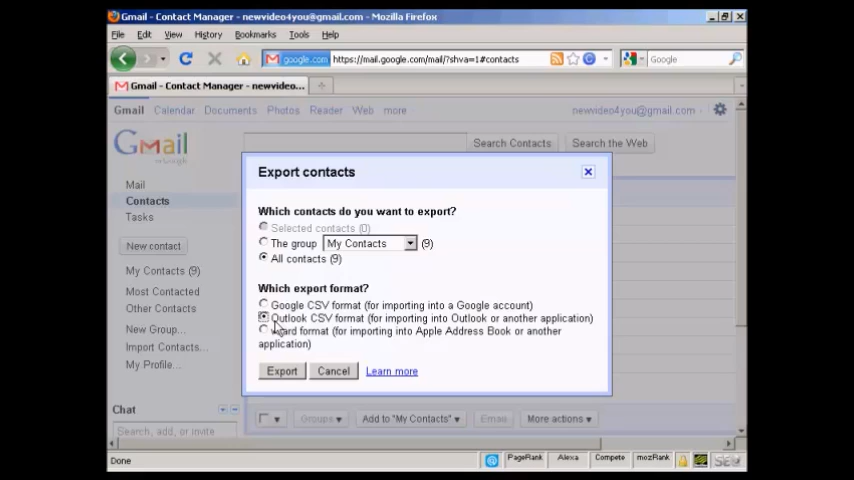 Gmail - Contact Manager - newvideo4you@gmail.com - Mozilla Firefox
File Edit View History Bookmarks Tools Help
google.com https://mail.google.com/mail/?shva=1#contacts Google
Gmail - Contact Manager - newvideo...
Gmail Calendar Documents Photos Reader Web more newvideo4you@gmail.com
Gmail
Search Contacts Search the Web
Mail
Contacts
Tasks
New contact
My Contacts (9)
Most Contacted
Other Contacts
New Group...
Import Contacts...
My Profile...
Chat
Search, add, or invite
Export contacts
Which contacts do you want to export?
Selected contacts (0)
The group My Contacts (9)
All contacts (9)
Which export format?
Google CSV format (for importing into a Google account)
Outlook CSV format (for importing into Outlook or another application)
format (for importing into Apple Address Book or another
application)
Export Cancel Learn more
Groups Add to "My Contacts" Email More actions
Done PageRank Alexa Compete mozRank